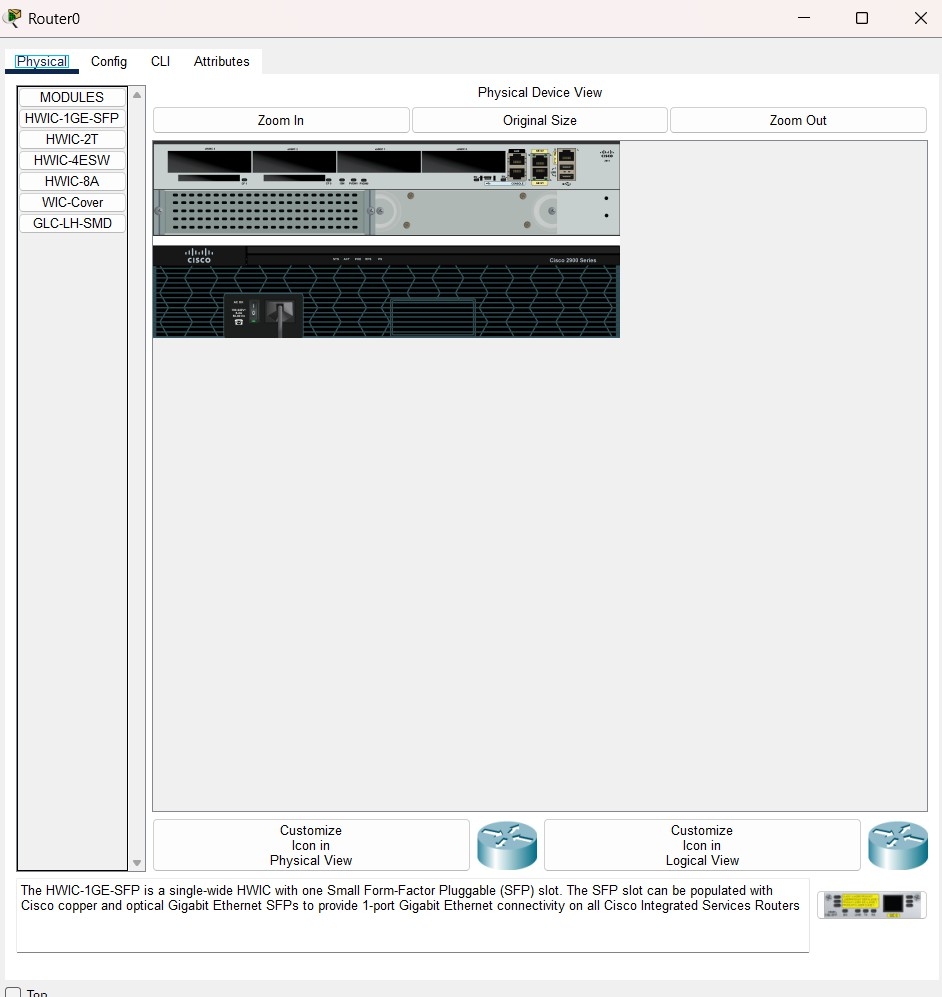 Router0
Physical
Config
CLI
Attributes
MODULES
HWIC-1GE-SFP
HWIC-2T
HWIC-4ESW
HWIC-8A
WIC-Cover
GLC-LH-SMD
Physical Device View
Zoom In
Original Size
Zoom Out
CISCO
Cisco 2900 Series
Customize
Icon in
Physical View
Customize
Icon in
Logical View
The HWIC-1GE-SFP is a single-wide HWIC with one Small Form-Factor Pluggable (SFP) slot. The SFP slot can be populated with
Cisco copper and optical Gigabit Ethernet SFPs to provide 1-port Gigabit Ethernet connectivity on all Cisco Integrated Services Routers
Top